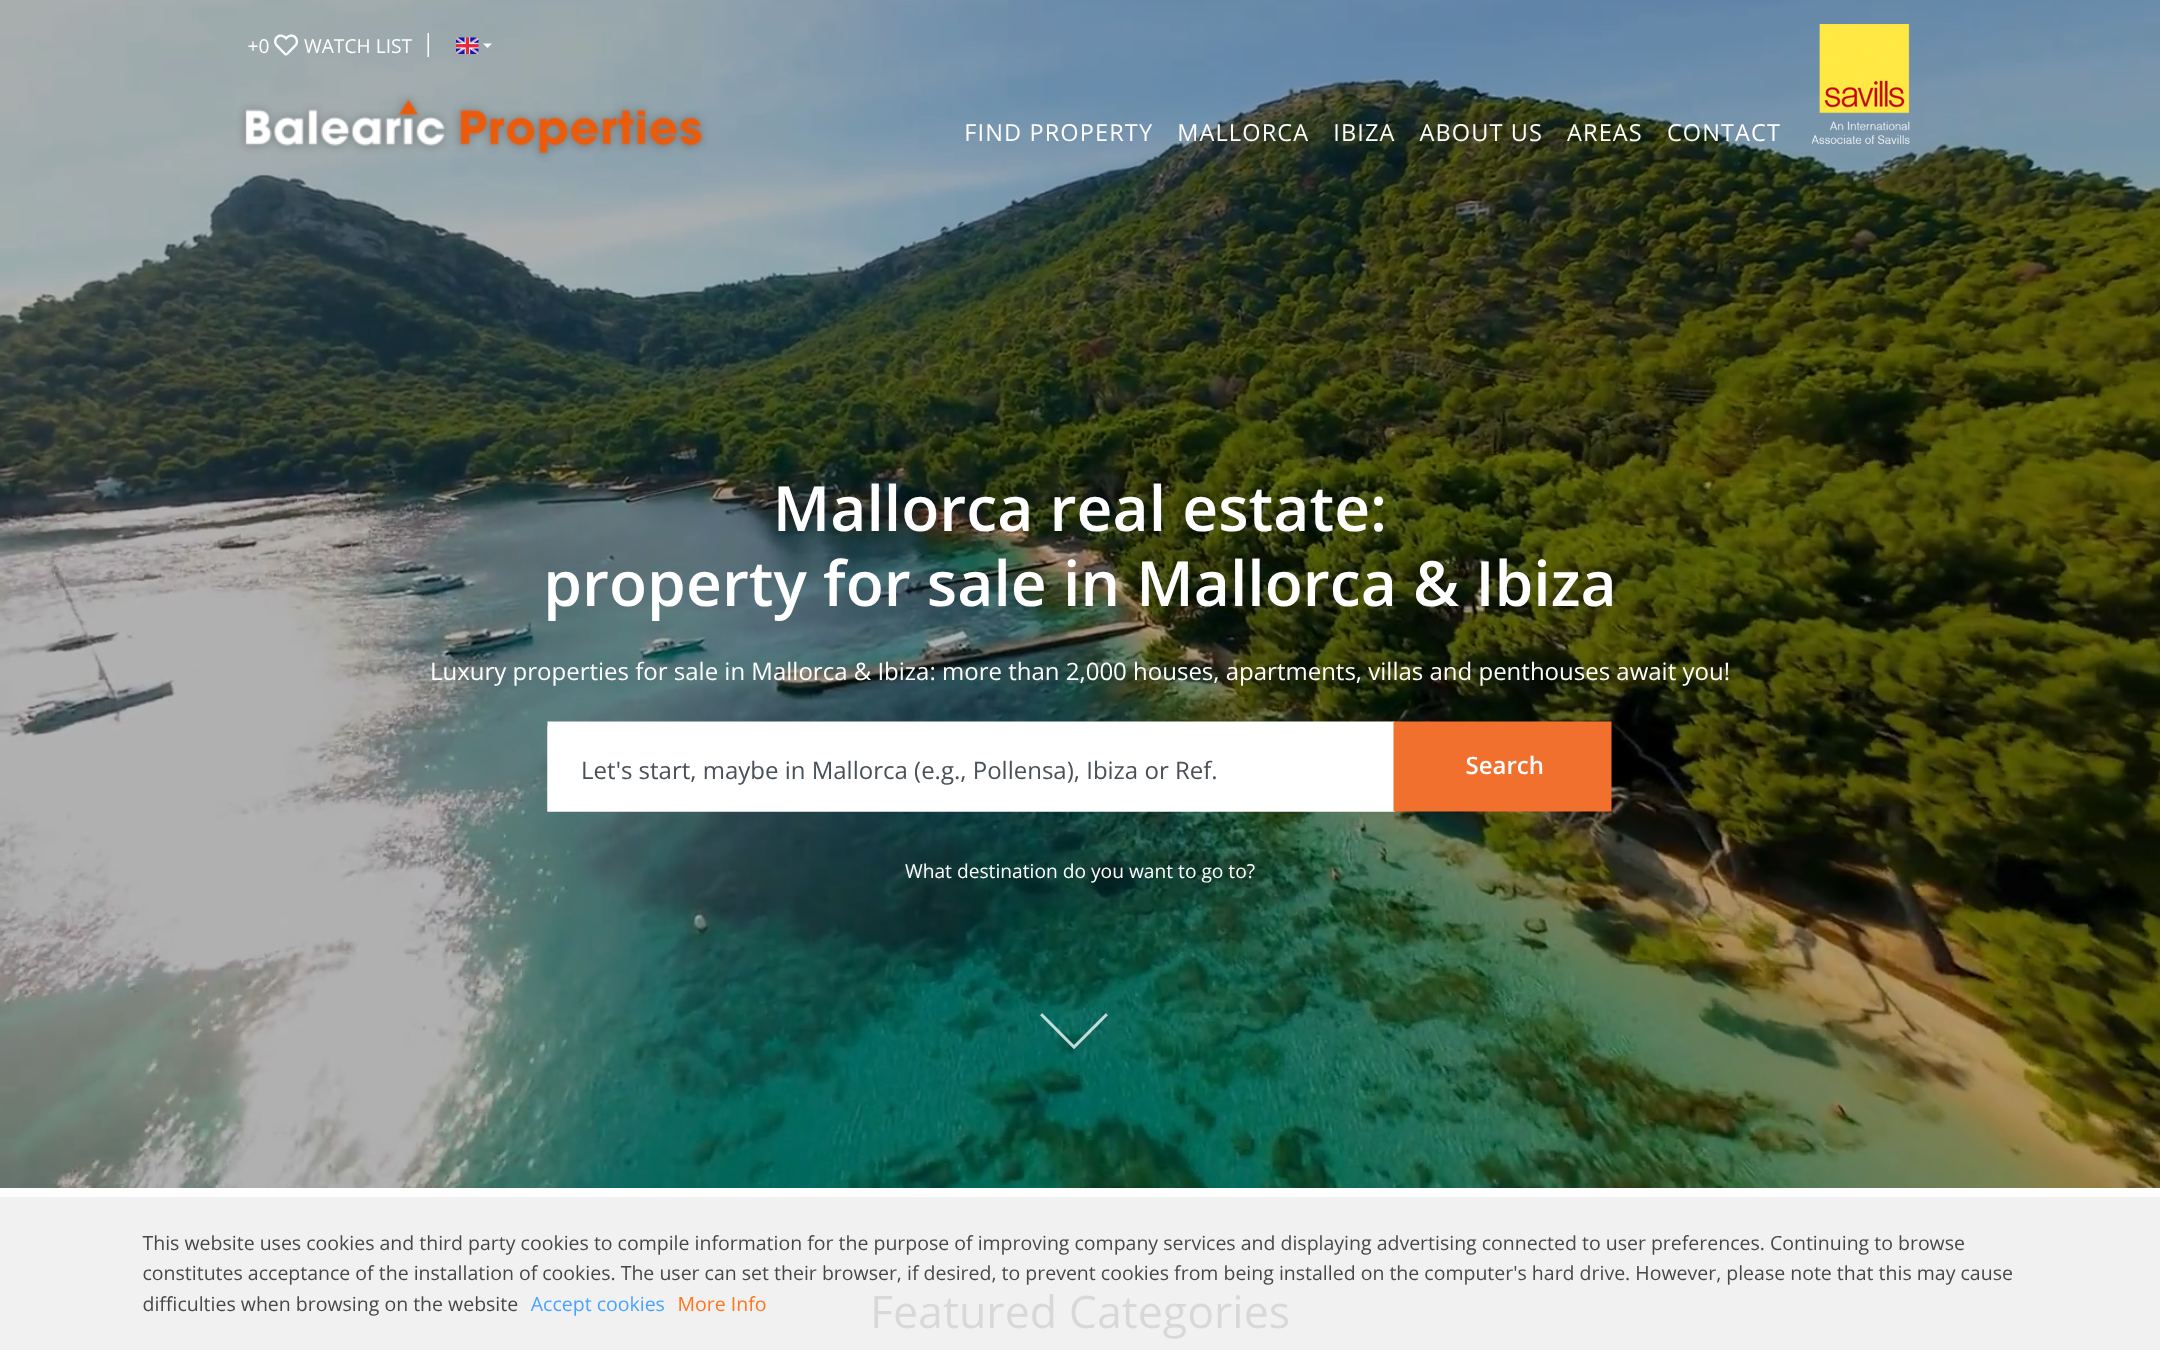 +0 WATCH LIST
Balearic Properties
FIND PROPERTY MALLORCA IBIZA ABOUT US AREAS CONTACT
savills
An International
Associate of Savills
Mallorca real estate:
property for sale in Mallorca & Ibiza
Luxury properties for sale in Mallorca & Ibiza: more than 2,000 houses, apartments, villas and penthouses await you!
Let's start, maybe in Mallorca (e.g., Pollensa), Ibiza or Ref.
Search
What destination do you want to go to?
This website uses cookies and third party cookies to compile information for the purpose of improving company services and displaying advertising connected to user preferences. Continuing to browse
constitutes acceptance of the installation of cookies. The user can set their browser, if desired, to prevent cookies from being installed on the computer's hard drive. However, please note that this may cause
difficulties when browsing on the website Accept cookies More Info
Featured Categories